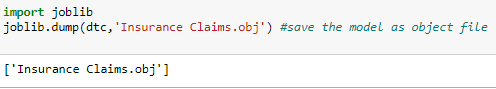 import joblib
joblib.dump(dtc,'Insurance Claims.obj') #save the model as object file
['Insurance Claims.obj']